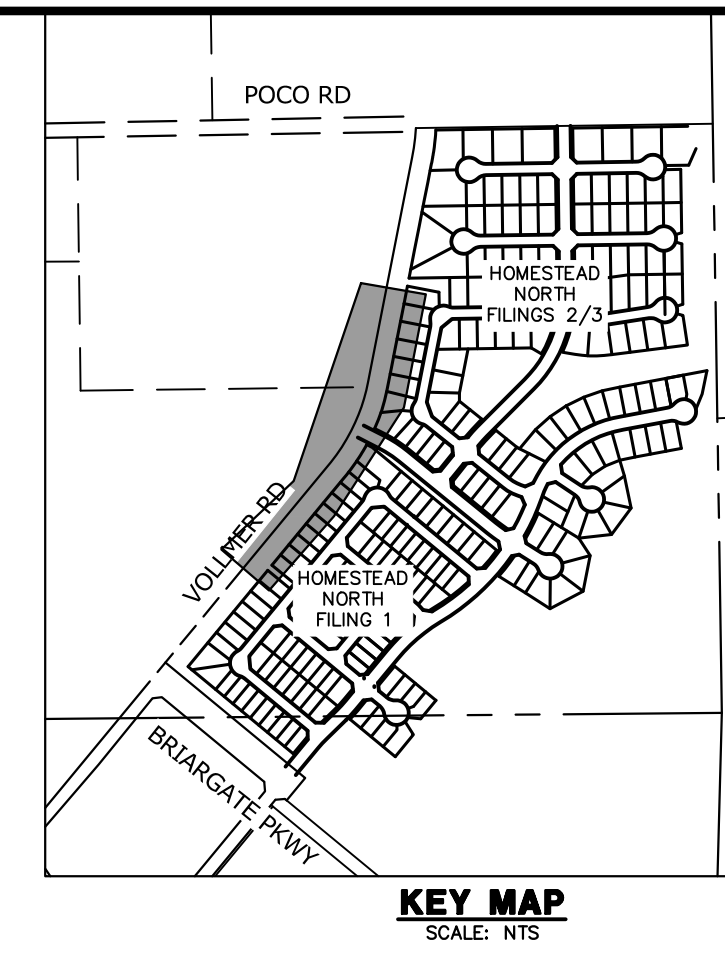 POCO RD
HOMESTEAD
NORTH
FILINGS 2/3
VOLLMER RD
HOMESTEAD
NORTH
FILING 1
BRIARGATE PKWY
KEY MAP
SCALE: NTS